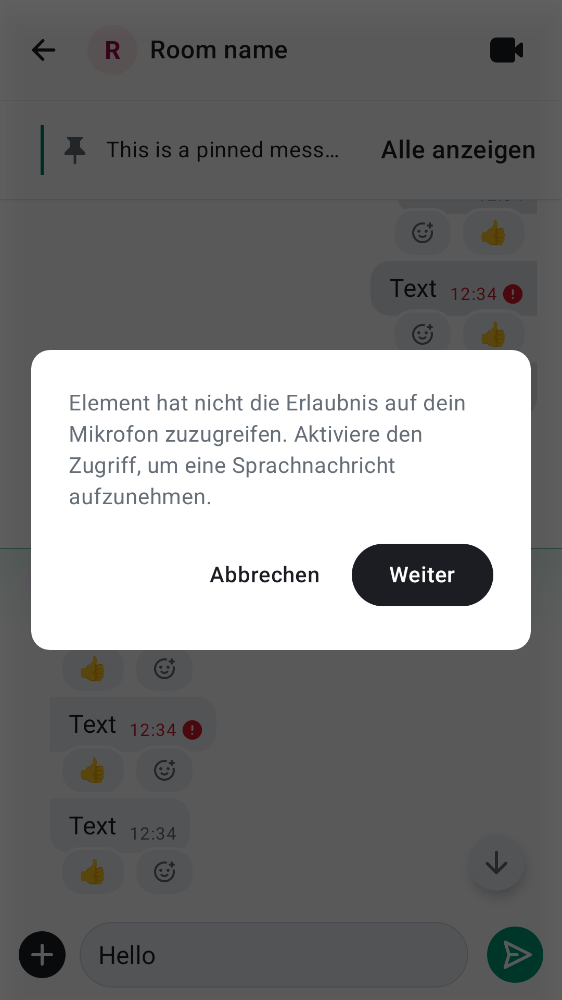 R Room name
This is a pinned mess... Alle anzeigen
Text 12:34
Element hat nicht die Erlaubnis auf dein
Mikrofon zuzugreifen. Aktiviere den
Zugriff, um eine Sprachnachricht
aufzunehmen.
Abbrechen Weiter
Text 12:34
Text 12:34
Hello